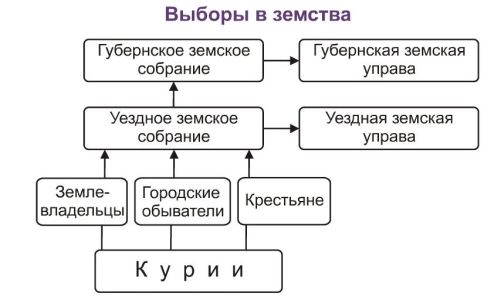 Выборы в земства
Губернское земское
собрание
Губернская земская
управа
Уездное земское
собрание
Уездная земская
управа
Земле-
владельцы
Городские
обыватели
Крестьяне
Курии